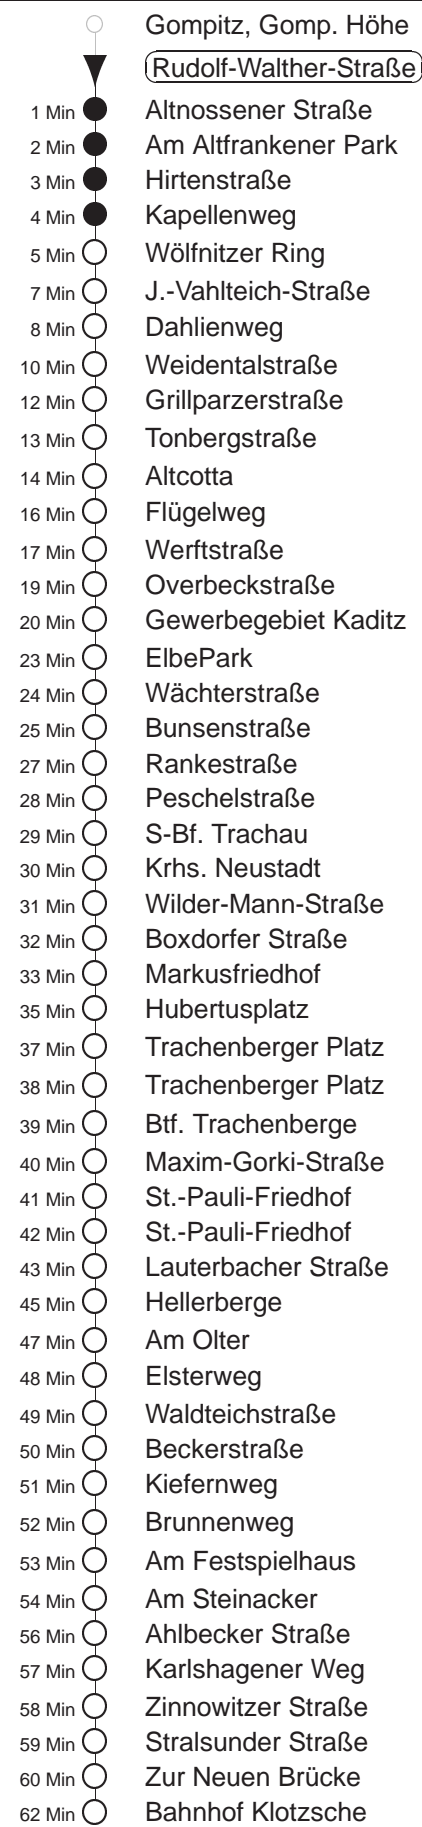 Gompitz, Gomp. Höhe
Rudolf-Walther-Straße
1 Min Altnossener Straße
2 Min Am Altfrankener Park
3 Min Hirtenstraße
4 Min Kapellenweg
5 Min Wölfnitzer Ring
7 Min J.-Vahlteich-Straße
8 Min Dahlienweg
10 Min Weidentalstraße
12 Min Grillparzerstraße
13 Min Tonbergstraße
14 Min Altcotta
16 Min Flügelweg
17 Min Werftstraße
19 Min Overbeckstraße
20 Min Gewerbegebiet Kaditz
23 Min ElbePark
24 Min Wächterstraße
25 Min Bunsenstraße
27 Min Rankestraße
28 Min Peschelstraße
29 Min S-Bf. Trachau
30 Min Krhs. Neustadt
31 Min Wilder-Mann-Straße
32 Min Boxdorfer Straße
33 Min Markusfriedhof
35 Min Hubertusplatz
37 Min Trachenberger Platz
38 Min Trachenberger Platz
39 Min Btf. Trachenberge
40 Min Maxim-Gorki-Straße
41 Min St.-Pauli-Friedhof
42 Min St.-Pauli-Friedhof
43 Min Lauterbacher Straße
45 Min Hellerberge
47 Min Am Olter
48 Min Elsterweg
49 Min Waldteichstraße
50 Min Beckerstraße
51 Min Kiefernweg
52 Min Brunnenweg
53 Min Am Festspielhaus
54 Min Am Steinacker
56 Min Ahlbecker Straße
57 Min Karlshagener Weg
58 Min Zinnowitzer Straße
59 Min Stralsunder Straße
60 Min Zur Neuen Brücke
62 Min Bahnhof Klotzsche